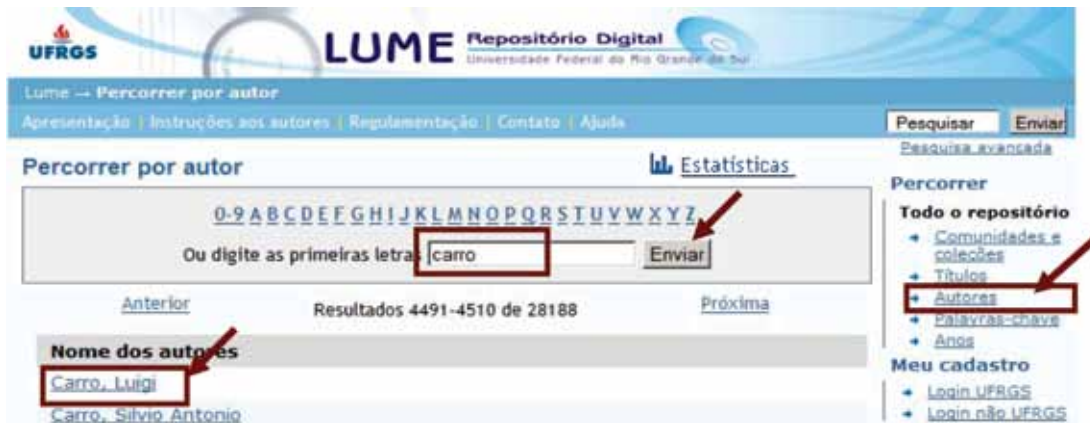 UFRGS
LUME Repositório Digital
Universidade Federal do Rio Grande do Sul
Lume → Percorrer por autor
Apresentação | Instruções aos autores | Regulamentação | Contato | Ajuda
Pesquisar Enviar
Pesquisa avançada
Percorrer por autor
Estatísticas
0-9 A B C D E F G H I J K L M N O P Q R S T U V W X Y Z
Ou digite as primeiras letras carro Enviar
Anterior Resultados 4491-4510 de 28188 Próxima
Nome dos autores
Carro, Luigi
Carro, Silvio Antonio
Percorrer
Todo o repositório
Comunidades e
coleções
Títulos
Autores
Palavras-chave
Anos
Meu cadastro
Login UFRGS
Login não UFRGS